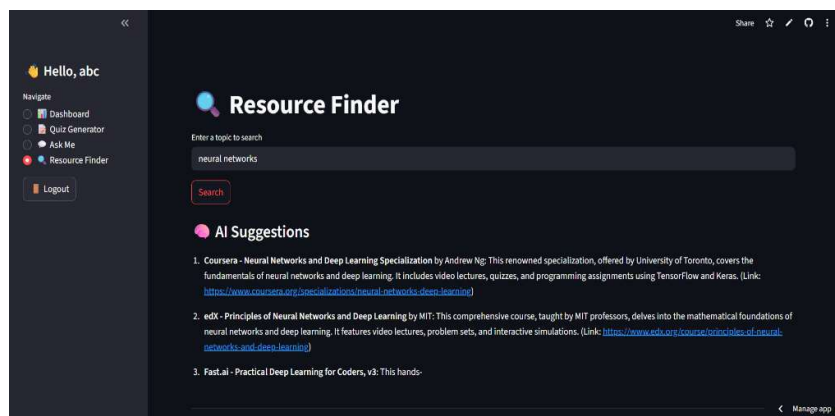 Share
Hello, abc
Navigate
Dashboard
Quiz Generator
Ask Me
Resource Finder
Logout
Resource Finder
Enter a topic to search
neural networks
Search
AI Suggestions
1. Coursera - Neural Networks and Deep Learning Specialization by Andrew Ng: This renowned specialization, offered by University of Toronto, covers the
fundamentals of neural networks and deep learning. It includes video lectures, quizzes, and programming assignments using TensorFlow and Keras. (Link:
https://www.coursera.org/specializations/neural-networks-deep-learning)
2. edX - Principles of Neural Networks and Deep Learning by MIT: This comprehensive course, taught by MIT professors, delves into the mathematical foundations of
neural networks and deep learning. It features video lectures, problem sets, and interactive simulations. (Link: https://www.edx.org/course/principles-of-neural-
networks-and-deep-learning)
3. Fast.ai - Practical Deep Learning for Coders, v3: This hands-
Manage app